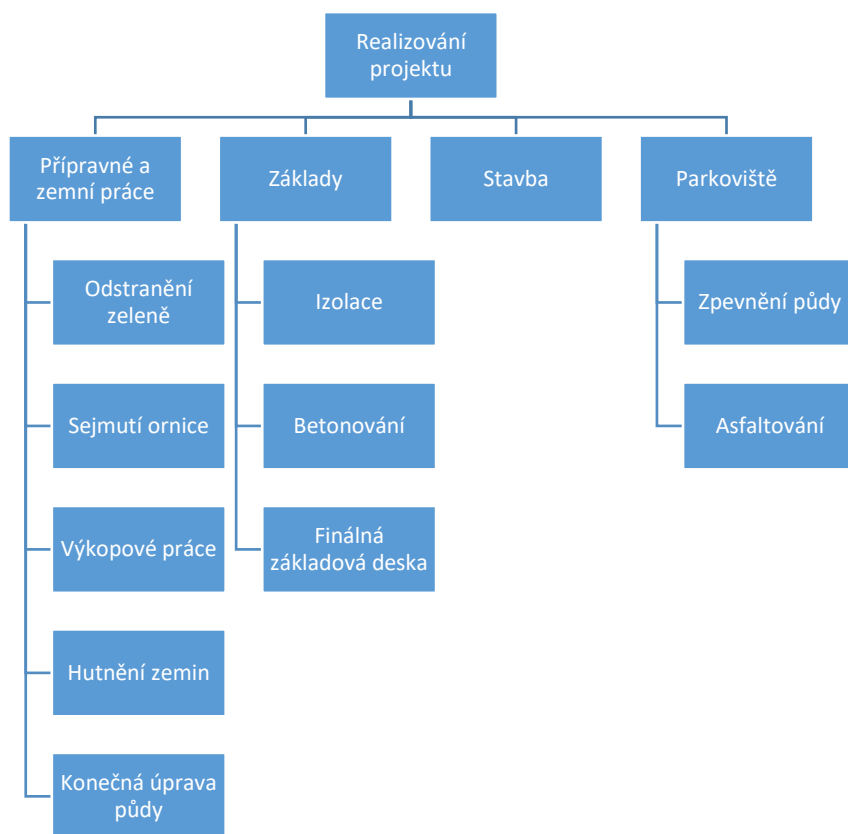 Realizování
projektu
Přípravné a
zemní práce
Základy
Stavba
Parkoviště
Odstranění
zeleně
Izolace
Zpevnění půdy
Sejmutí ornice
Betonování
Asfaltování
Výkopové práce
Finálná
základová deska
Hutnění zemin
Konečná úprava
půdy